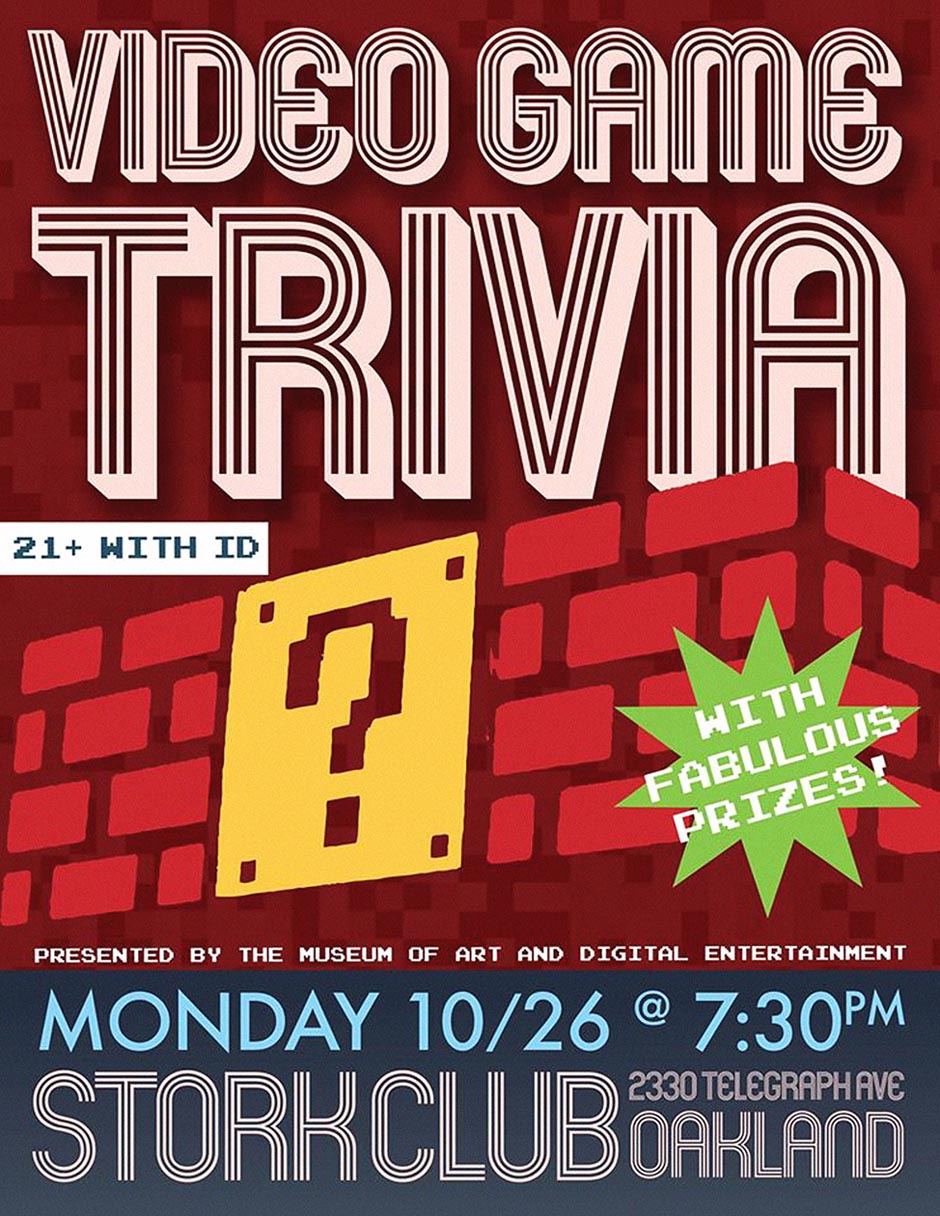 VIDEO GAME
TRIVIA
21+ WITH ID
?
WITH
FABULOUS
PRIZES!
PRESENTED BY THE MUSEUM OF ART AND DIGITAL ENTERTAINMENT
MONDAY 10/26 @ 7:30PM
STORK CLUB
2330 TELEGRAPH AVE
OAKLAND